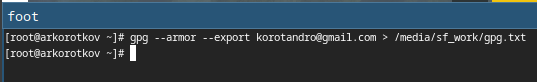 foot
[root@arkorotkov ~]# gpg --armor --export korotandro@gmail.com > /media/sf_work/gpg.txt
[root@arkorotkov ~]#